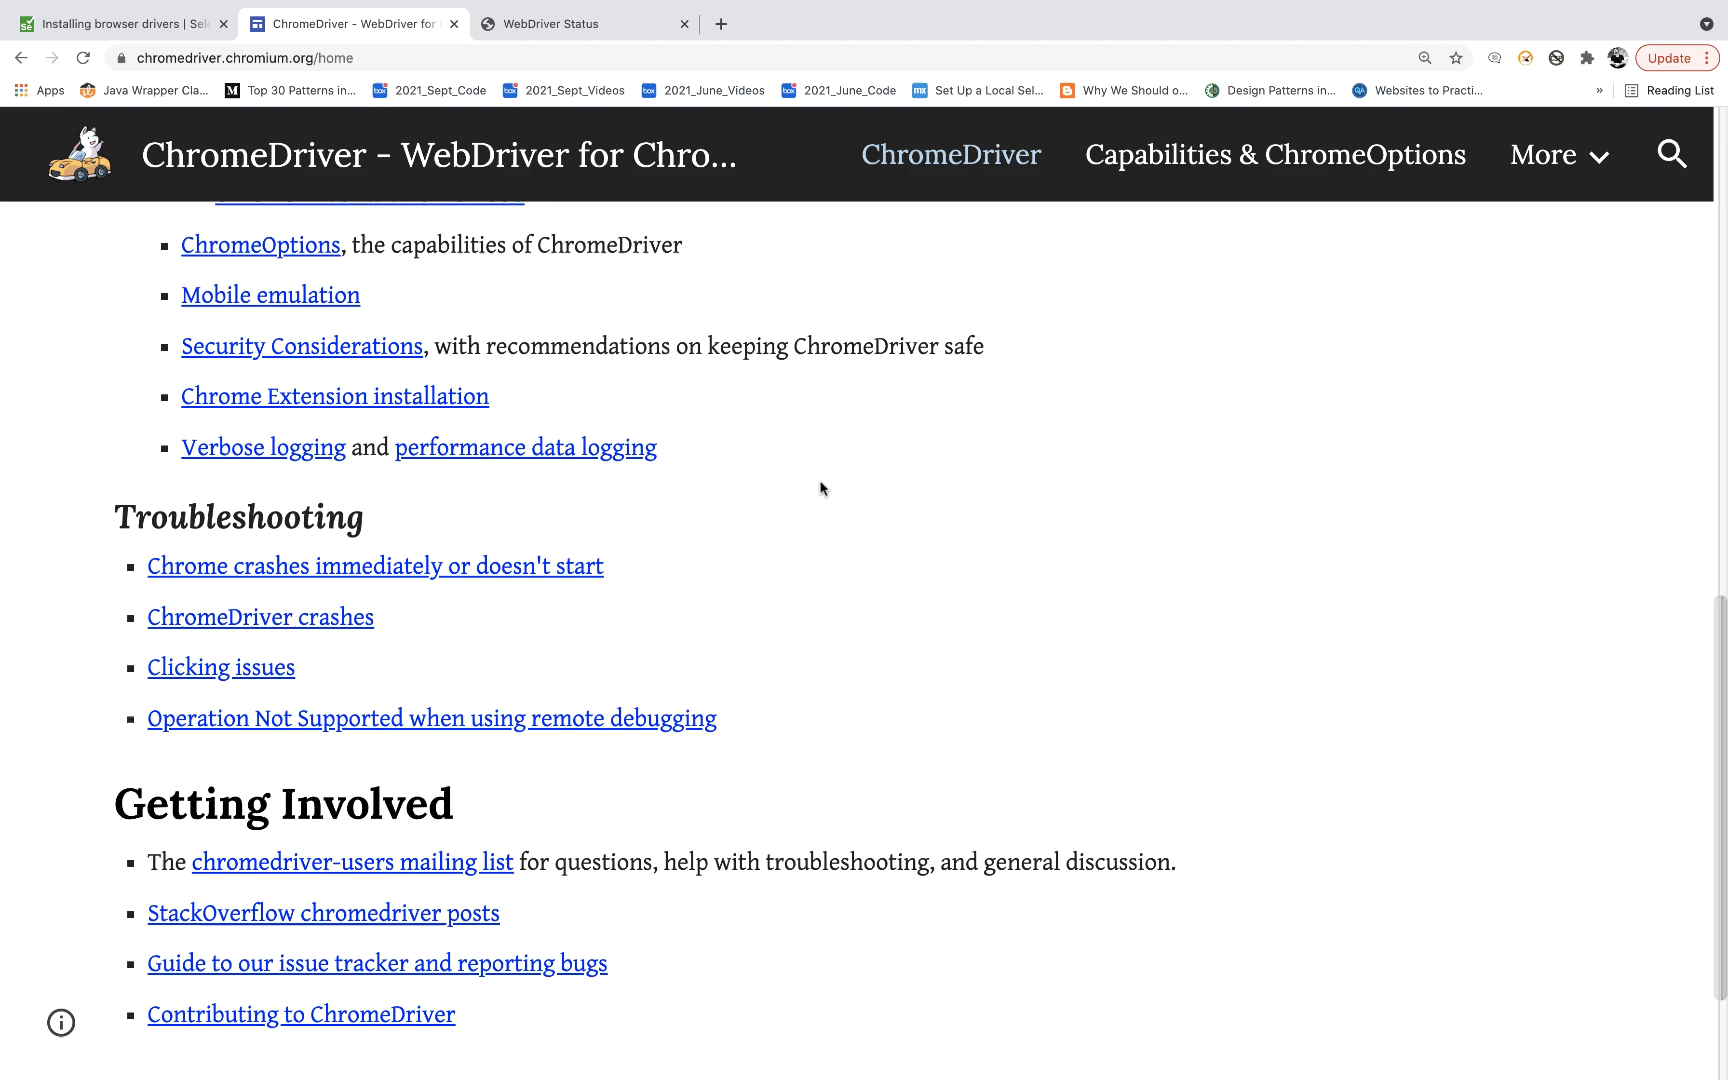 Installing browser drivers | Sele
ChromeDriver - WebDriver for
WebDriver Status
chromedriver.chromium.org/home
Update
Apps
Java Wrapper Cla...
Top 30 Patterns in...
2021_Sept_Code
2021_Sept_Videos
2021_June_Videos
2021_June_Code
Set Up a Local Sel...
Why We Should o...
Design Patterns in...
Websites to Practi...
»
Reading List
ChromeDriver - WebDriver for Chro...
ChromeDriver
Capabilities & ChromeOptions
More
ChromeOptions, the capabilities of ChromeDriver
Mobile emulation
Security Considerations, with recommendations on keeping ChromeDriver safe
Chrome Extension installation
Verbose logging and performance data logging
Troubleshooting
Chrome crashes immediately or doesn't start
ChromeDriver crashes
Clicking issues
Operation Not Supported when using remote debugging
Getting Involved
The chromedriver-users mailing list for questions, help with troubleshooting, and general discussion.
StackOverflow chromedriver posts
Guide to our issue tracker and reporting bugs
Contributing to ChromeDriver